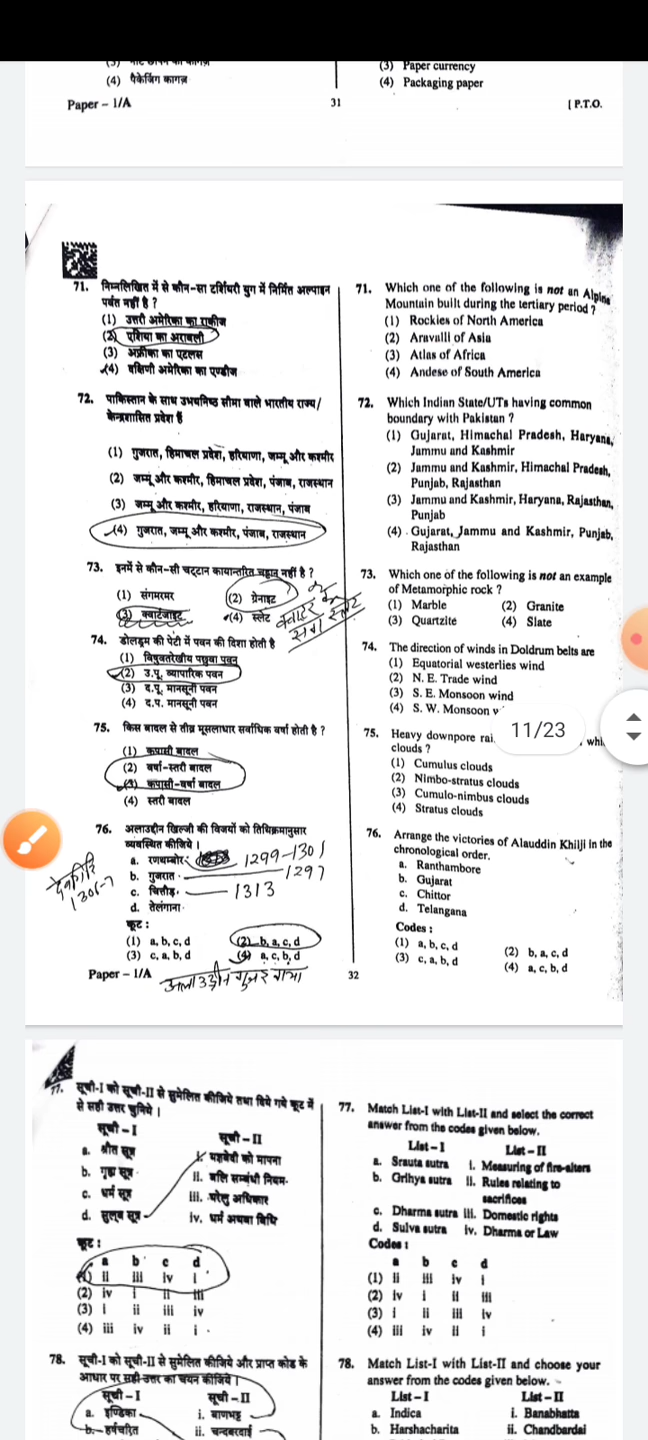 (4) पैकेजिंग कागज़
(3) Paper currency
(4) Packaging paper
Paper – 1/A
31
[ P.T.O.
71. निम्नलिखित में से कौन-सा टर्शियरी युग में निर्मित अल्पाइन
पर्वत नहीं है ?
(1) उत्तरी अमेरिका का राकीज
(2) एशिया का अरावली
(3) अफ्रीका का एटलस
(4) दक्षिणी अमेरिका का एण्डीज
71. Which one of the following is not an Alpine
Mountain built during the tertiary period ?
(1) Rockies of North America
(2) Aravalli of Asia
(3) Atlas of Africa
(4) Andese of South America
72. पाकिस्तान के साथ उभयनिष्ठ सीमा वाले भारतीय राज्य/
केन्द्रशासित प्रदेश हैं
(1) गुजरात, हिमाचल प्रदेश, हरियाणा, जम्मू और कश्मीर
(2) जम्मू और कश्मीर, हिमाचल प्रदेश, पंजाब, राजस्थान
(3) जम्मू और कश्मीर, हरियाणा, राजस्थान, पंजाब
(4) गुजरात, जम्मू और कश्मीर, पंजाब, राजस्थान
72. Which Indian State/UTs having common
boundary with Pakistan ?
(1) Gujarat, Himachal Pradesh, Haryana,
Jammu and Kashmir
(2) Jammu and Kashmir, Himachal Pradesh,
Punjab, Rajasthan
(3) Jammu and Kashmir, Haryana, Rajasthan,
Punjab
(4) Gujarat, Jammu and Kashmir, Punjab,
Rajasthan
73. इनमें से कौन-सी चट्टान कायान्तरित चट्टान नहीं है ?
(1) संगमरमर (2) ग्रेनाइट
(3) क्वार्टजाइट (4) स्लेट
73. Which one of the following is not an example
of Metamorphic rock ?
(1) Marble (2) Granite
(3) Quartzite (4) Slate
74. डोलड्रम की पेटी में पवन की दिशा होती है
(1) विषुवतरेखीय पछुवा पवन
(2) उ.पू. व्यापारिक पवन
(3) द.पू. मानसूनी पवन
(4) द.प. मानसूनी पवन
74. The direction of winds in Doldrum belts are
(1) Equatorial westerlies wind
(2) N. E. Trade wind
(3) S. E. Monsoon wind
(4) S. W. Monsoon
11/23
75. किस बादल से तीव्र मूसलाधार सर्वाधिक वर्षा होती है ?
(1) कपासी बादल
(2) वर्षा-स्तरी बादल
(3) कपासी-वर्षा बादल
(4) स्तरी बादल
75. Heavy downpore rai
clouds ?
(1) Cumulus clouds
(2) Nimbo-stratus clouds
(3) Cumulo-nimbus clouds
(4) Stratus clouds
76. अलाउद्दीन खिल्जी की विजयों को तिथिक्रमानुसार
व्यवस्थित कीजिये ।
a. रणथम्बोर 1299-1301
b. गुजरात 1297
c. चित्तौड़ 1313
d. तेलंगाना
देवगिरि
1306-7
कूट :
(1) a, b, c, d (2) b, a, c, d
(3) c, a, b, d (4) a, c, b, d
76. Arrange the victories of Alauddin Khilji in the
chronological order.
a. Ranthambore
b. Gujarat
c. Chittor
d. Telangana
Codes :
(1) a, b, c, d (2) b, a, c, d
(3) c, a, b, d (4) a, c, b, d
Paper – 1/A
अलाउद्दीन
32
77. सूची-I को सूची-II से सुमेलित कीजिये तथा दिये गये कूट में
से सही उत्तर चुनिये ।
सूची – I सूची – II
a. श्रौत सूत्र i. यज्ञवेदी को मापना
b. गृह्य सूत्र ii. बलि सम्बंधी नियम
c. धर्म सूत्र iii. घरेलु अधिकार
d. सुल्व सूत्र iv. धर्म अथवा विधि
कूट :
a b c d
(1) ii iii iv i
(2) iv i ii iii
(3) i ii iii iv
(4) iii iv ii i
77. Match List-I with List-II and select the correct
answer from the codes given below.
List – I List – II
a. Srauta sutra i. Measuring of fire-alters
b. Grihya sutra ii. Rules relating to
sacrifices
c. Dharma sutra iii. Domestic rights
d. Sulva sutra iv. Dharma or Law
Codes :
a b c d
(1) ii iii iv i
(2) iv i ii iii
(3) i ii iii iv
(4) iii iv ii i
78. सूची-I को सूची-II से सुमेलित कीजिये और प्राप्त कोड के
आधार पर सही उत्तर का चयन कीजिये ।
सूची – I सूची – II
a. इण्डिका i. बाणभट्ट
b. हर्षचरित ii. चन्दबरदाई
78. Match List-I with List-II and choose your
answer from the codes given below.
List – I List – II
a. Indica i. Banabhatta
b. Harshacharita ii. Chandbardai